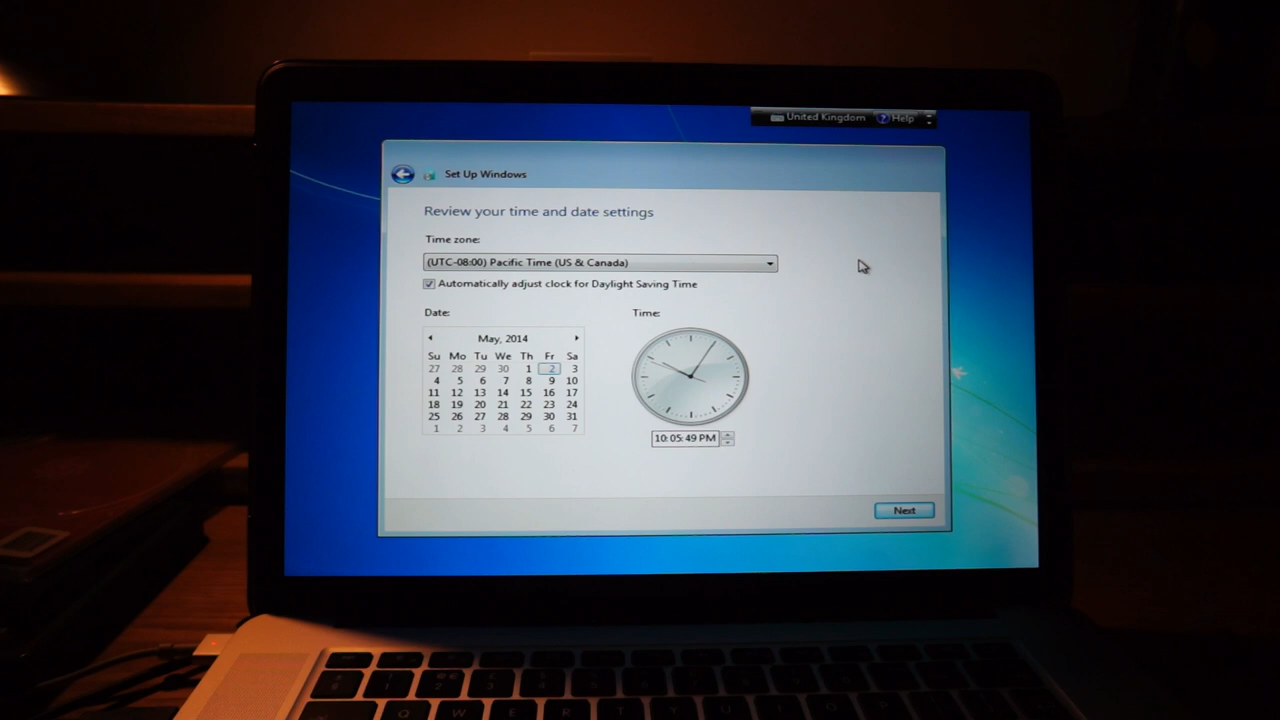 United Kingdom Help
Set Up Windows
Review your time and date settings
Time zone:
(UTC-08:00) Pacific Time (US & Canada)
Automatically adjust clock for Daylight Saving Time
Date: Time:
May, 2014
Su Mo Tu We Th Fr Sa
27 28 29 30 1 2 3
4 5 6 7 8 9 10
11 12 13 14 15 16 17
18 19 20 21 22 23 24
25 26 27 28 29 30 31
1 2 3 4 5 6 7
10:05:49 PM
Next
Q W E R T Y U I O P